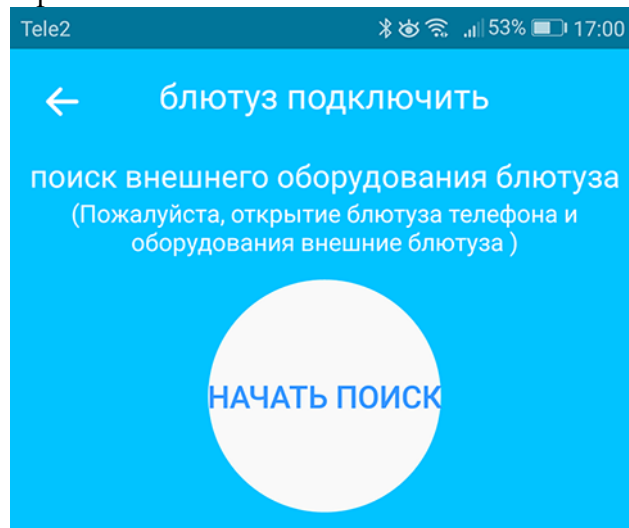 Tele2 53% 17:00
блютуз подключить
поиск внешнего оборудования блютуза
(Пожалуйста, открытие блютуза телефона и
оборудования внешние блютуза )
НАЧАТЬ ПОИСК